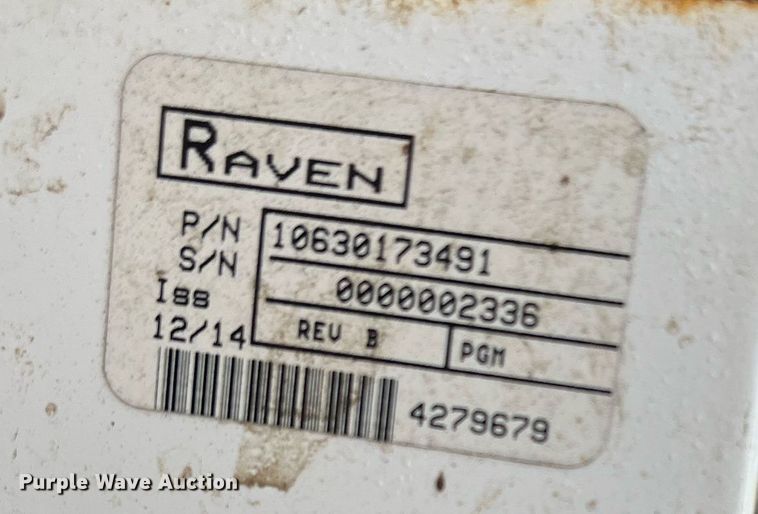 RAVEN
P/N 10630173491
S/N 0000002336
Iss
12/14 REV B PGM
4279679
Purple Wave Auction